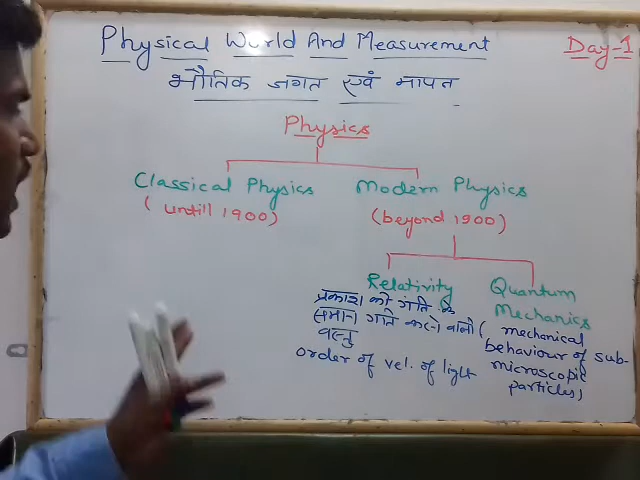 Physical World And Measurement
Day-1
भौतिक जगत एवं मापन
Physics
Classical Physics
(untill 1900)
Modern Physics
(beyond 1900)
Relativity
प्रकाश की गति के
समान गति करने वाली
वस्तु
order of vel. of light
Quantum
Mechanics
(mechanical
behaviour of sub-
microscopic
particles)